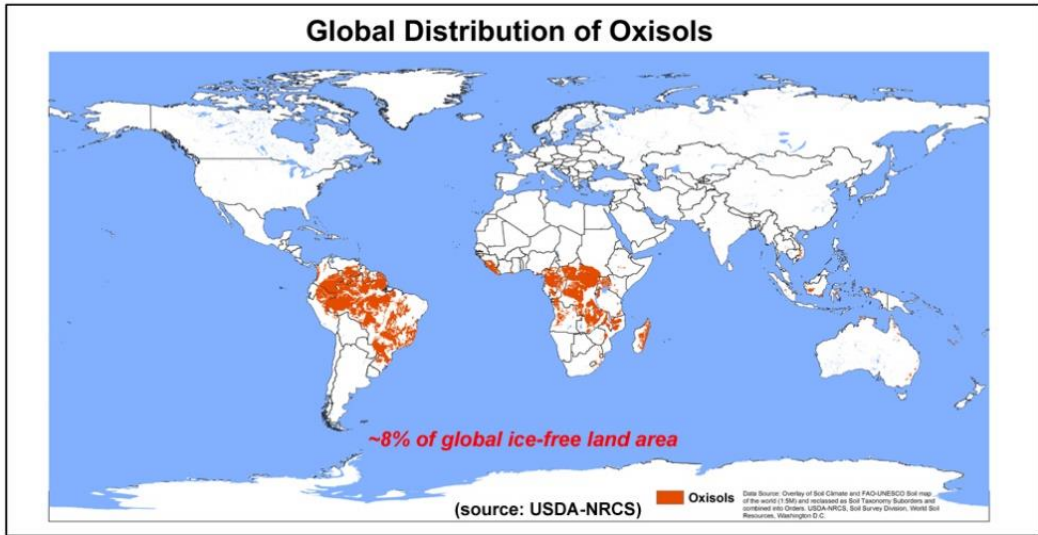 Global Distribution of Oxisols
~8% of global ice-free land area
(source: USDA-NRCS)
Oxisols
Data Source: Overlay of Soil Climate and FAO-UNESCO Soil map
of the world (1:5M) and reclassed as Soil Taxonomy Suborders and
combined into Orders. USDA-NRCS, Soil Survey Division, World Soil
Resources, Washington D.C.